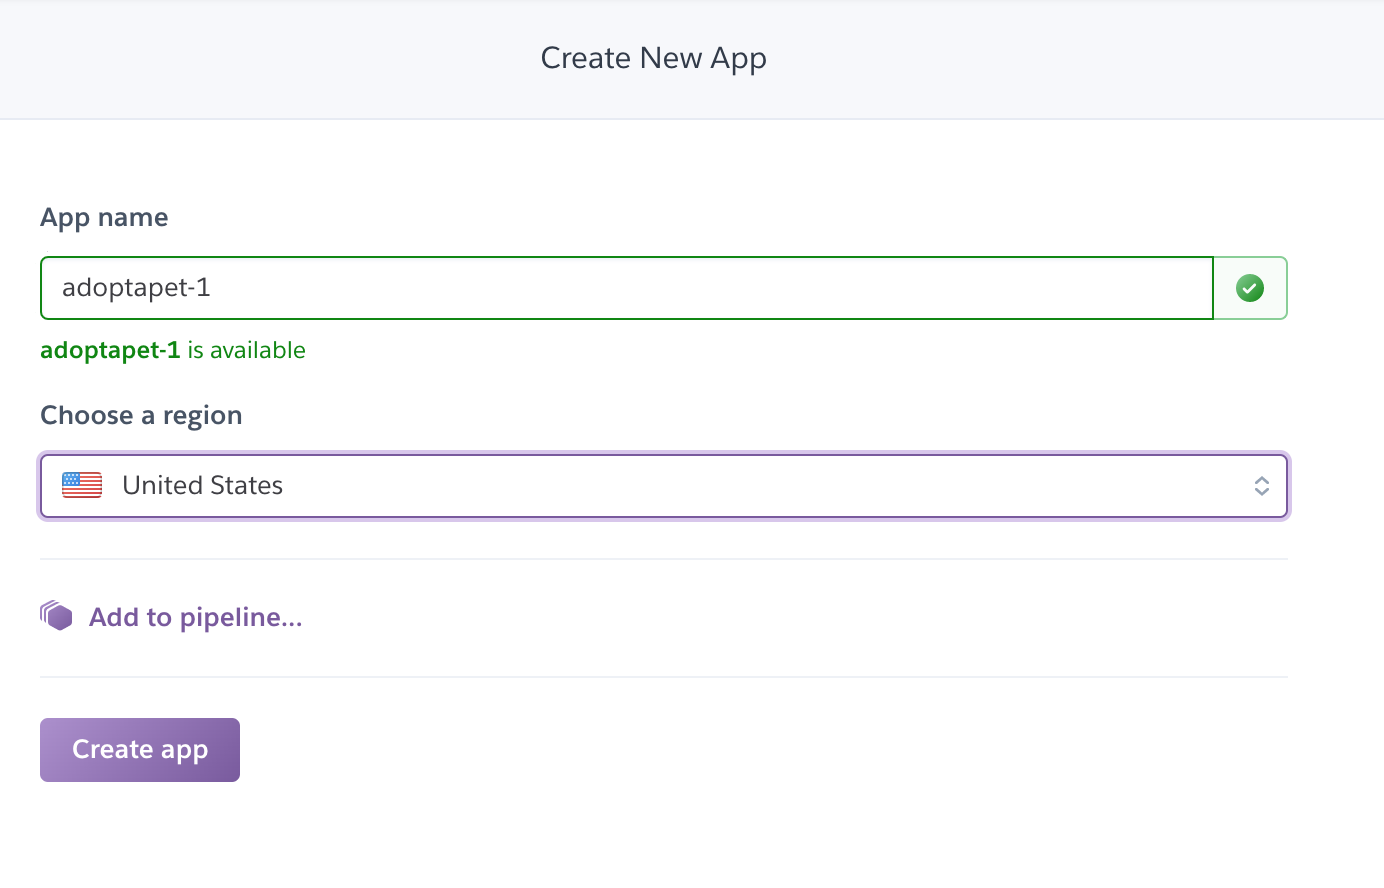 Create New App
App name
adoptapet-1
adoptapet-1 is available
Choose a region
United States
Add to pipeline...
Create app